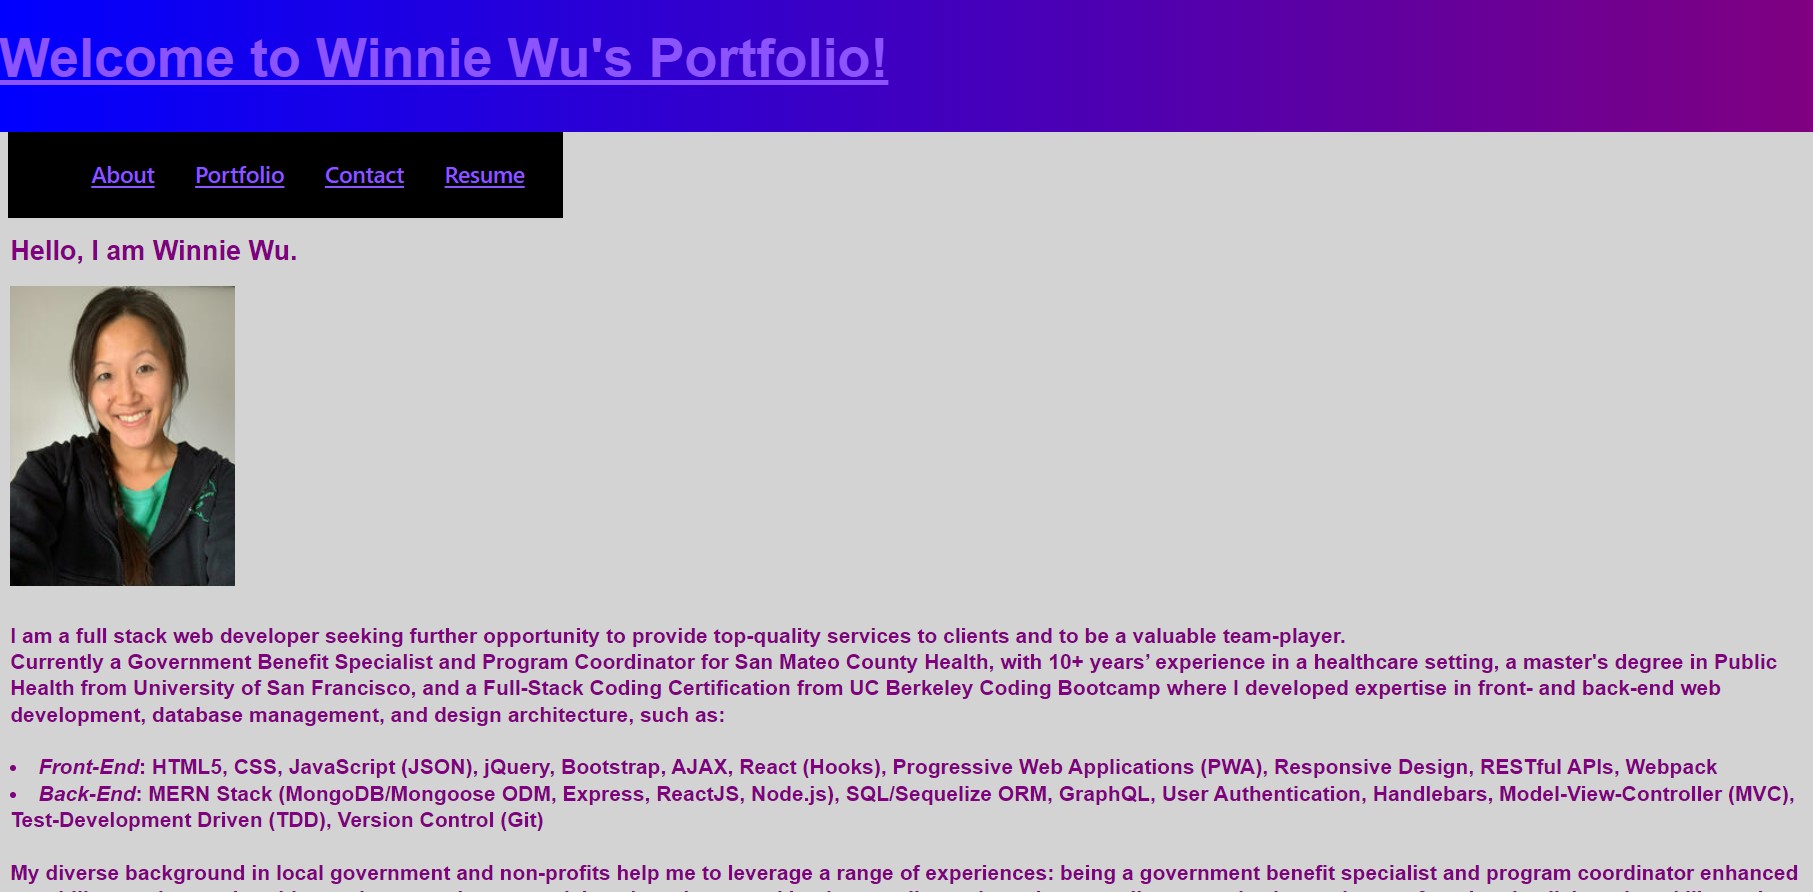 Welcome to Winnie Wu's Portfolio!
About Portfolio Contact Resume
Hello, I am Winnie Wu.
I am a full stack web developer seeking further opportunity to provide top-quality services to clients and to be a valuable team-player.
Currently a Government Benefit Specialist and Program Coordinator for San Mateo County Health, with 10+ years’ experience in a healthcare setting, a master's degree in Public
Health from University of San Francisco, and a Full-Stack Coding Certification from UC Berkeley Coding Bootcamp where I developed expertise in front- and back-end web
development, database management, and design architecture, such as:
• Front-End: HTML5, CSS, JavaScript (JSON), jQuery, Bootstrap, AJAX, React (Hooks), Progressive Web Applications (PWA), Responsive Design, RESTful APIs, Webpack
• Back-End: MERN Stack (MongoDB/Mongoose ODM, Express, ReactJS, Node.js), SQL/Sequelize ORM, GraphQL, User Authentication, Handlebars, Model-View-Controller (MVC),
Test-Development Driven (TDD), Version Control (Git)
My diverse background in local government and non-profits help me to leverage a range of experiences: being a government benefit specialist and program coordinator enhanced